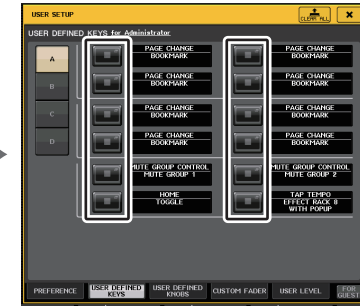 USER SETUP
CLEAR ALL
USER DEFINED KEYS for Administrator
A
B
C
D
PAGE CHANGE
BOOKMARK
PAGE CHANGE
BOOKMARK
PAGE CHANGE
BOOKMARK
PAGE CHANGE
BOOKMARK
MUTE GROUP CONTROL
MUTE GROUP 1
HOME
TOGGLE
PAGE CHANGE
BOOKMARK
PAGE CHANGE
BOOKMARK
PAGE CHANGE
BOOKMARK
PAGE CHANGE
BOOKMARK
MUTE GROUP CONTROL
MUTE GROUP 2
TAP TEMPO
EFFECT RACK 8
WITH POPUP
PREFERENCE
USER DEFINED
KEYS
USER DEFINED
KNOBS
CUSTOM FADER
USER LEVEL
FOR
GUEST